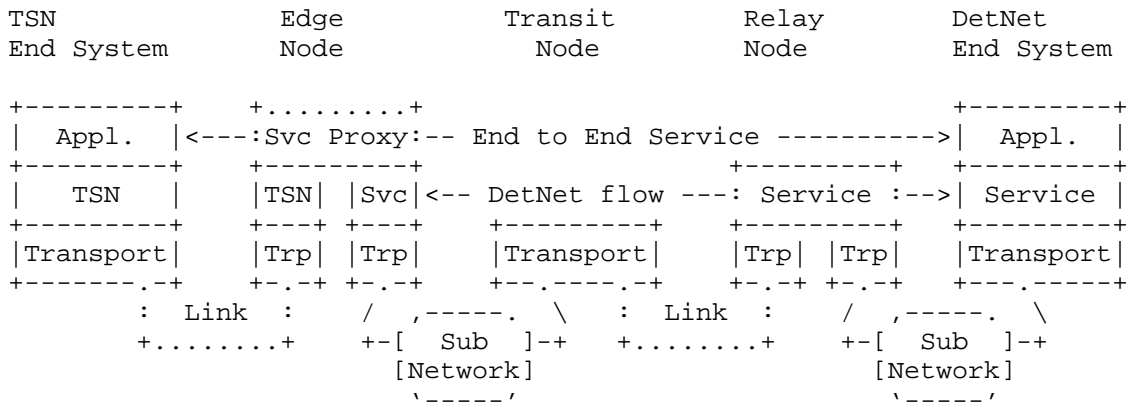 TSN Edge Transit Relay DetNet
End System Node Node Node End System
Appl. Svc Proxy End to End Service Appl.
TSN TSN Svc DetNet flow Service Service
Transport Trp Trp Transport Trp Trp Transport
Link Sub Link Sub
Network Network